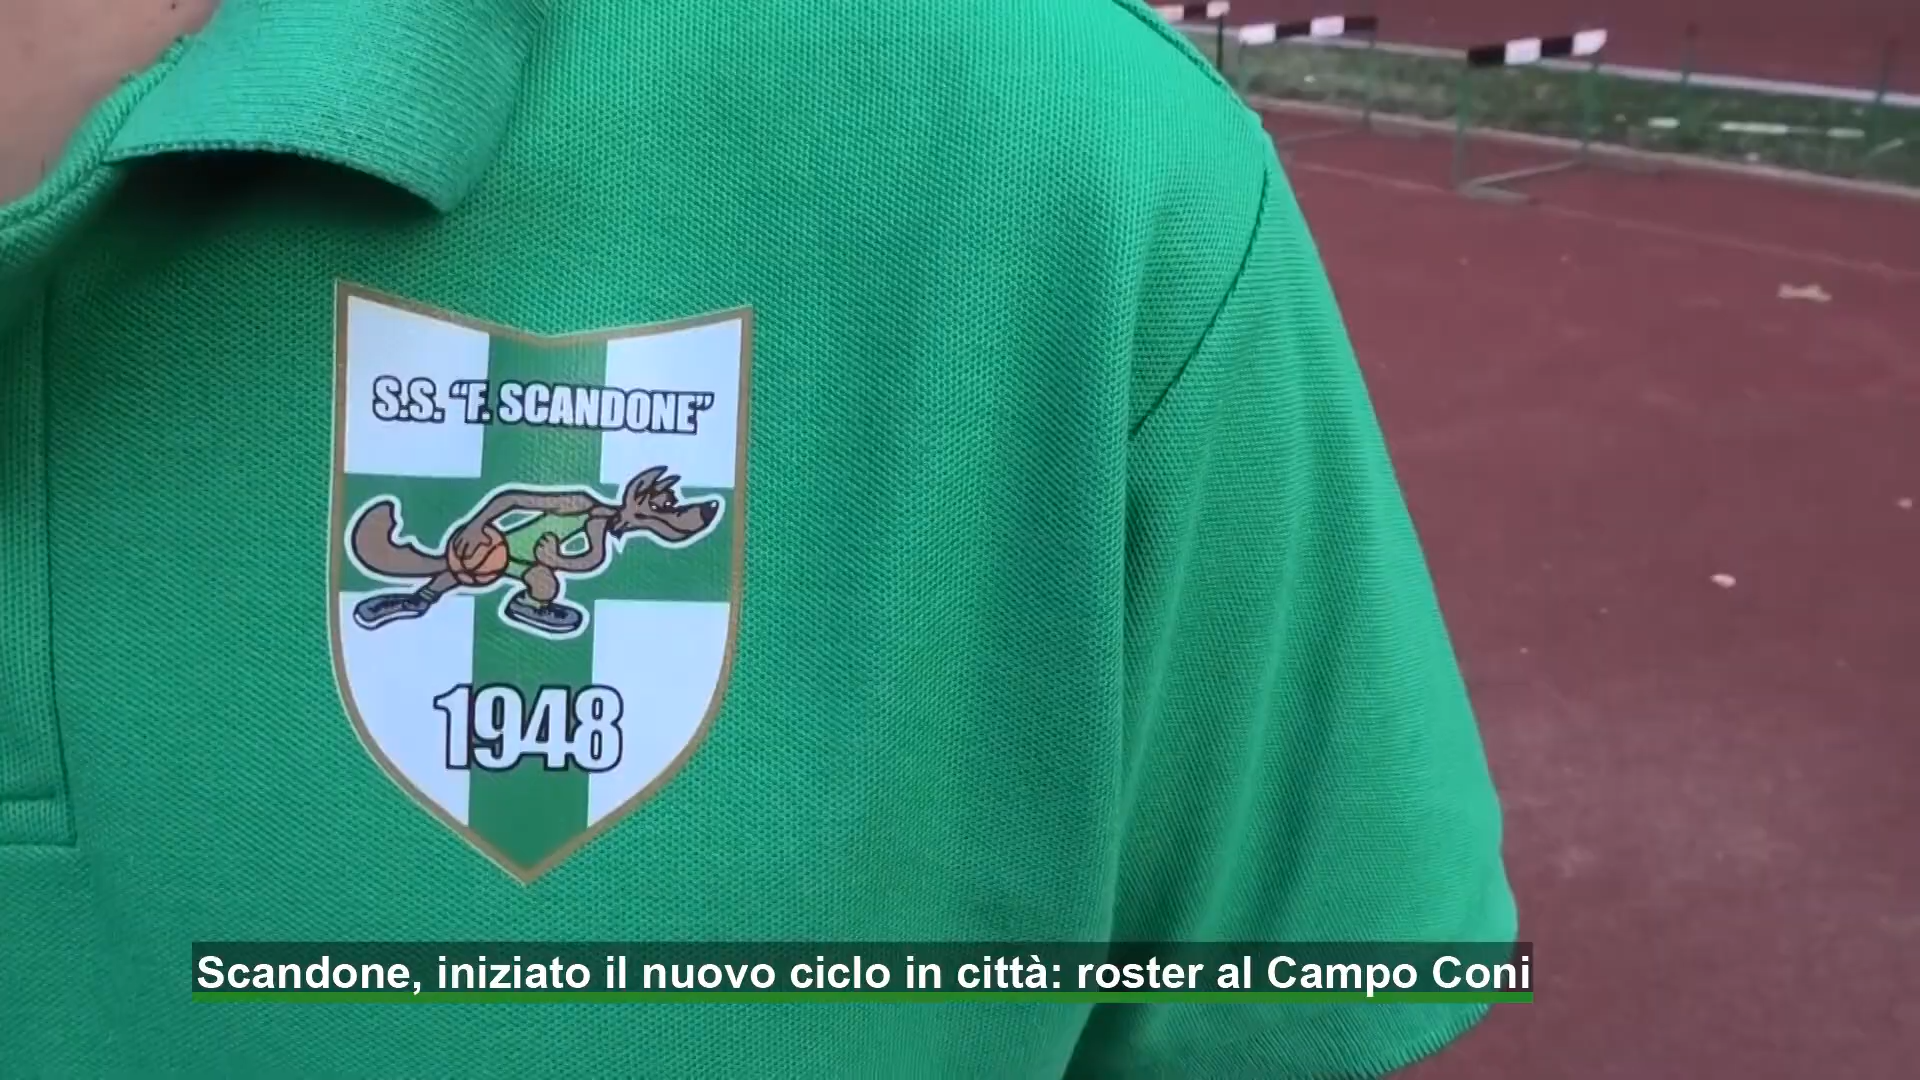 S.S. “F. SCANDONE”
1948
Scandone, iniziato il nuovo ciclo in città: roster al Campo Coni